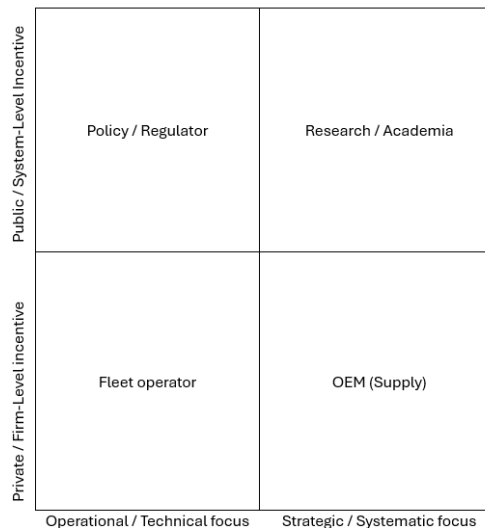 Public / System-Level Incentive
Policy / Regulator
Research / Academia
Private / Firm-Level incentive
Fleet operator
OEM (Supply)
Operational / Technical focus
Strategic / Systematic focus